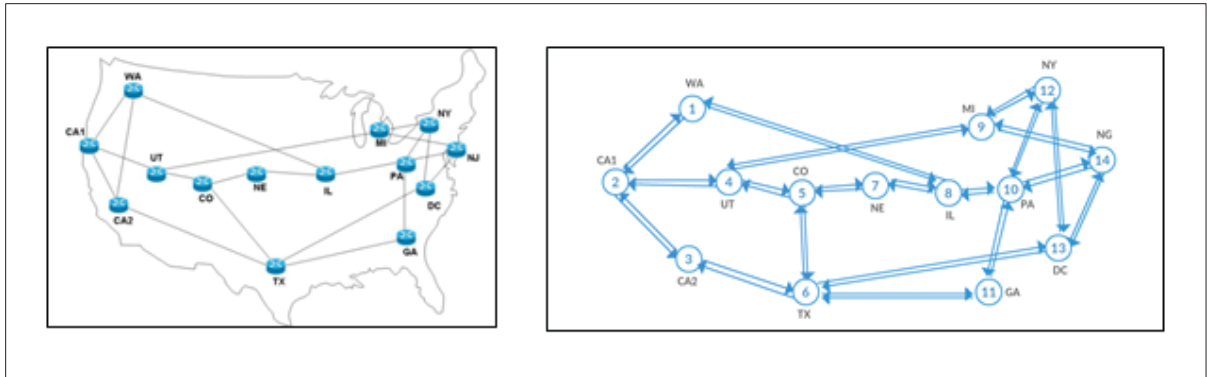 WA
NY
CA1
MI
NJ
UT
PA
NE
IL
CO
DC
CA2
GA
TX
NY
WA
12
MI
1
9
NG
14
CA1
CO
2
4
5
7
8
10
UT
NE
IL
PA
13
3
DC
CA2
6
11
GA
TX